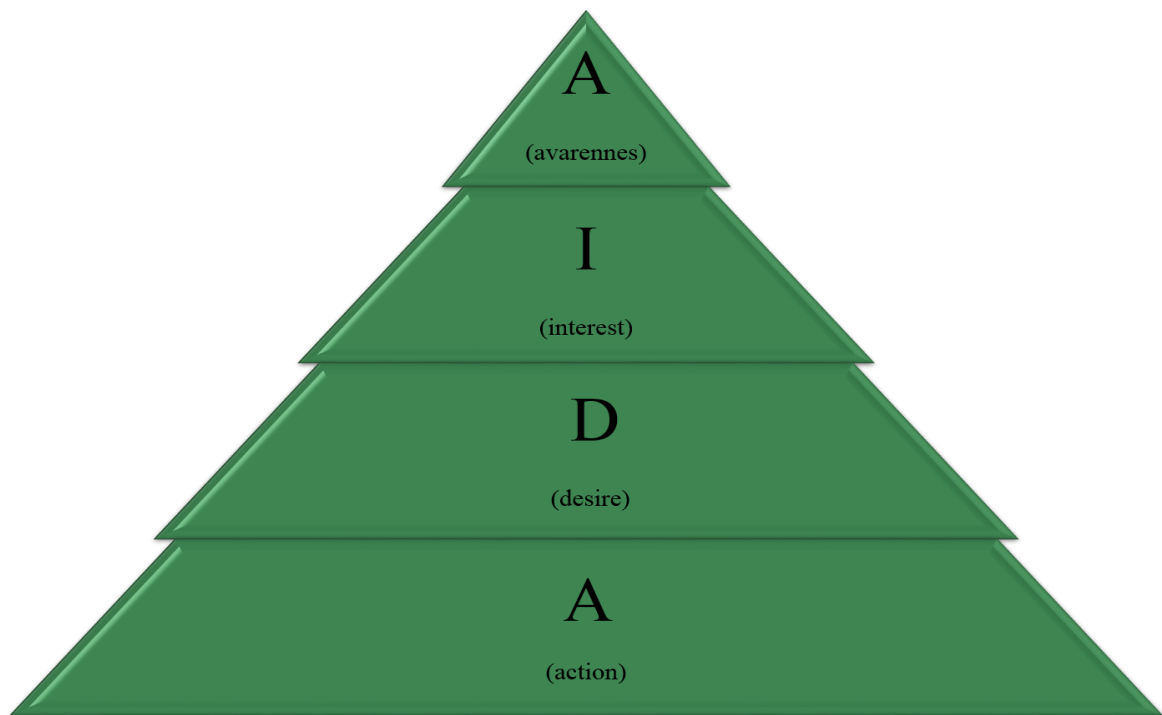 A
(avarennes)
I
(interest)
D
(desire)
A
(action)